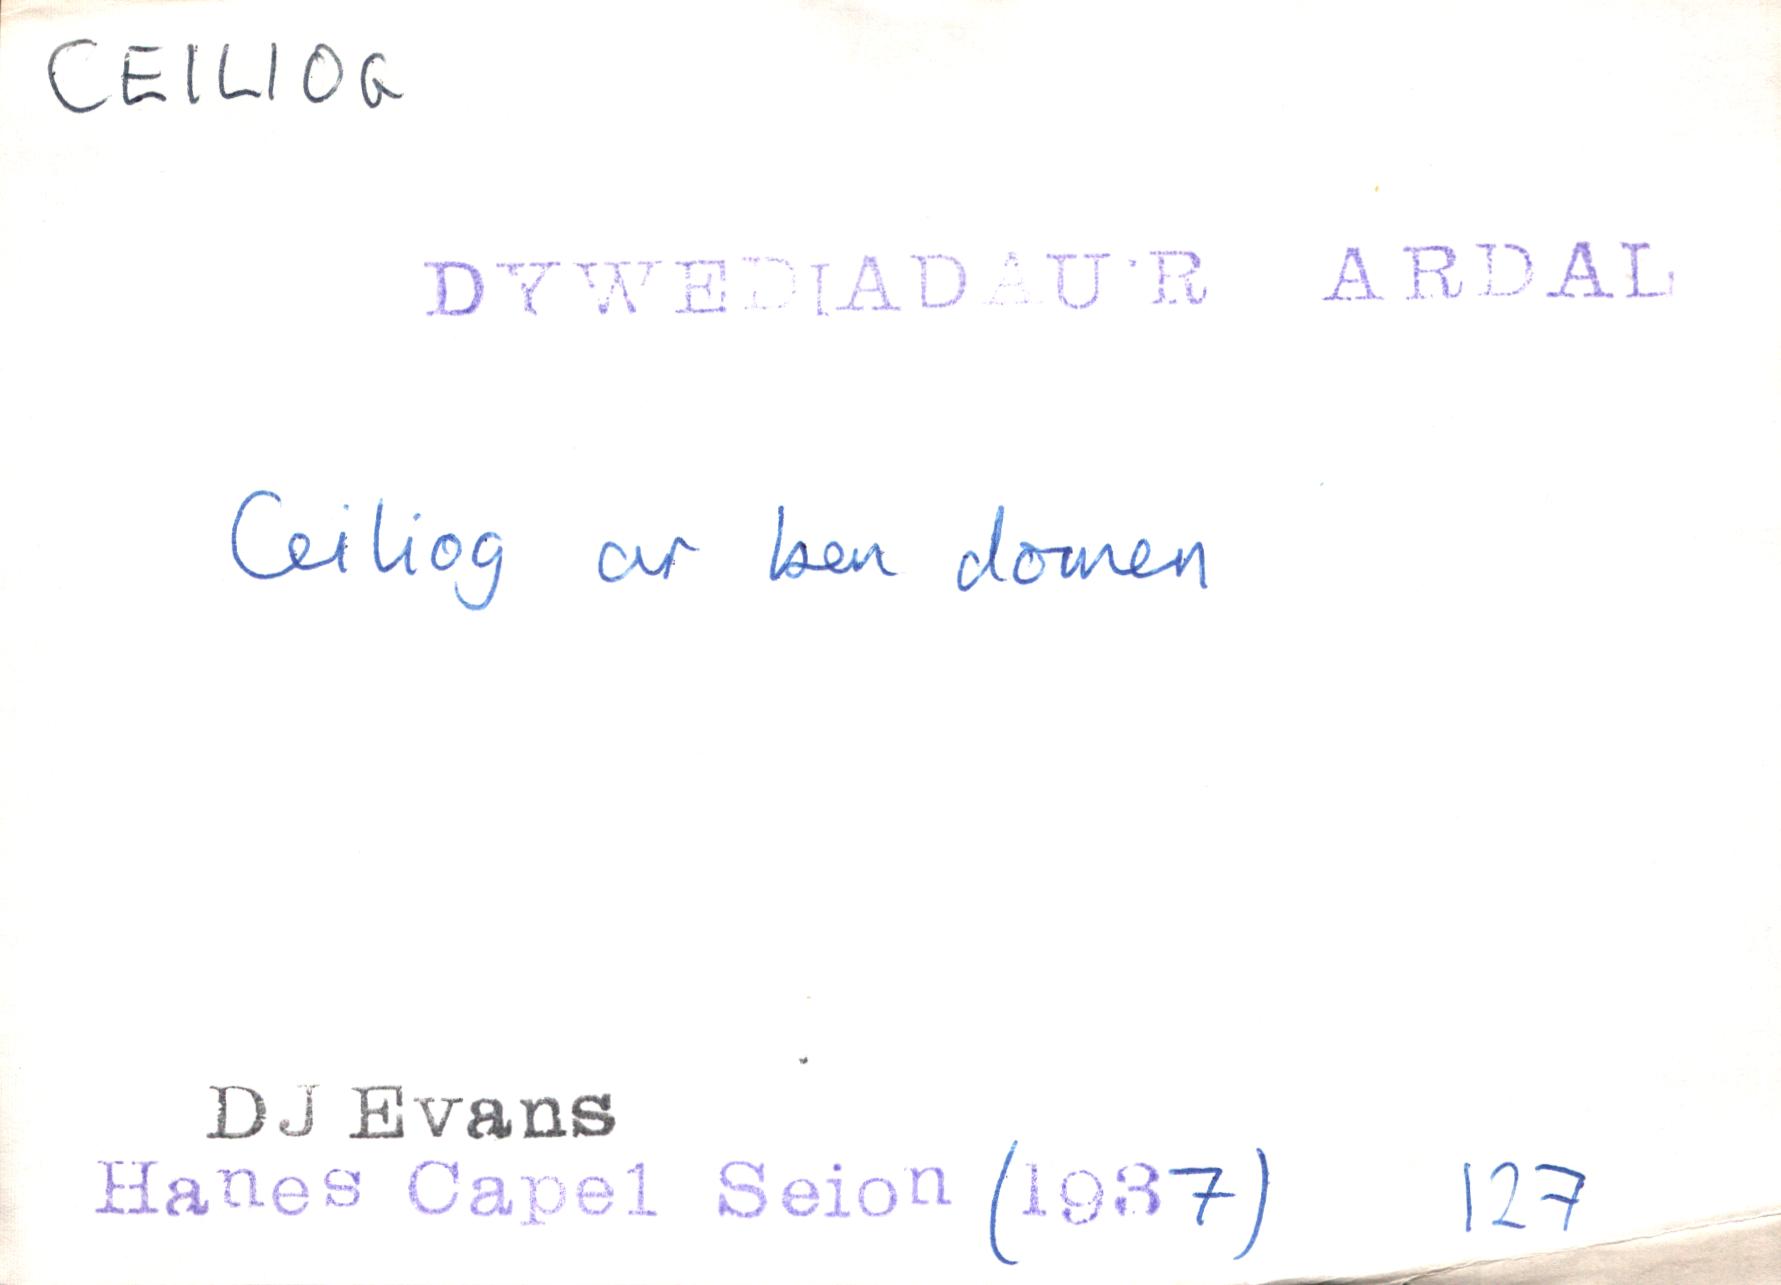 CEILIOG
DYWEDIADAU'R ARDAL
Ceiliog ar ben domen
DJ Evans
Hanes Capel Seion (1937) 127